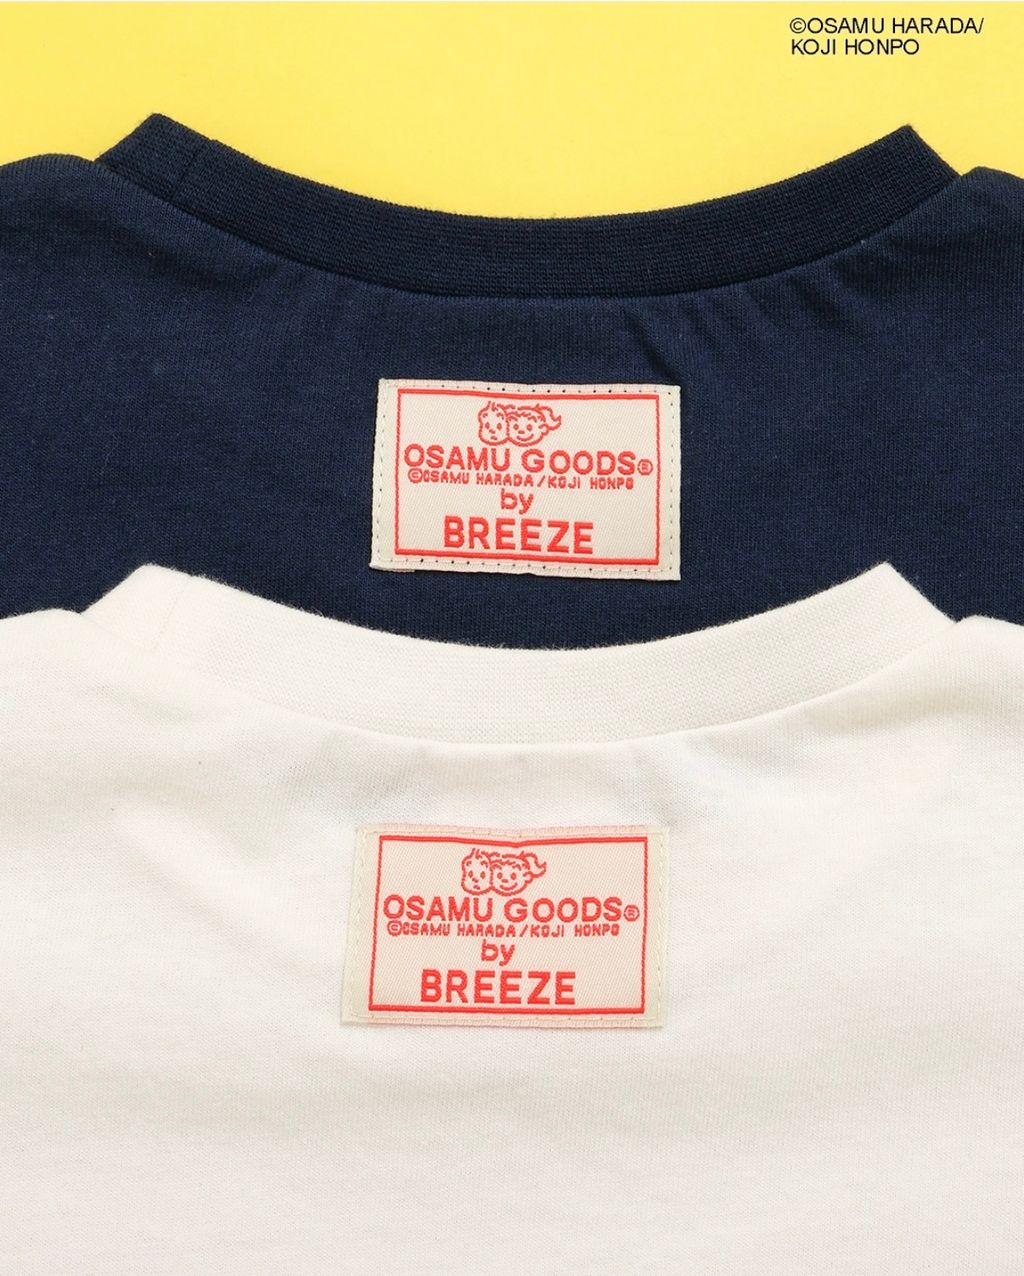 ©OSAMU HARADA/
KOJI HONPO
OSAMU GOODS®
©OSAMU HARADA/KOJI HONPO
by
BREEZE
OSAMU GOODS®
©OSAMU HARADA/KOJI HONPO
by
BREEZE